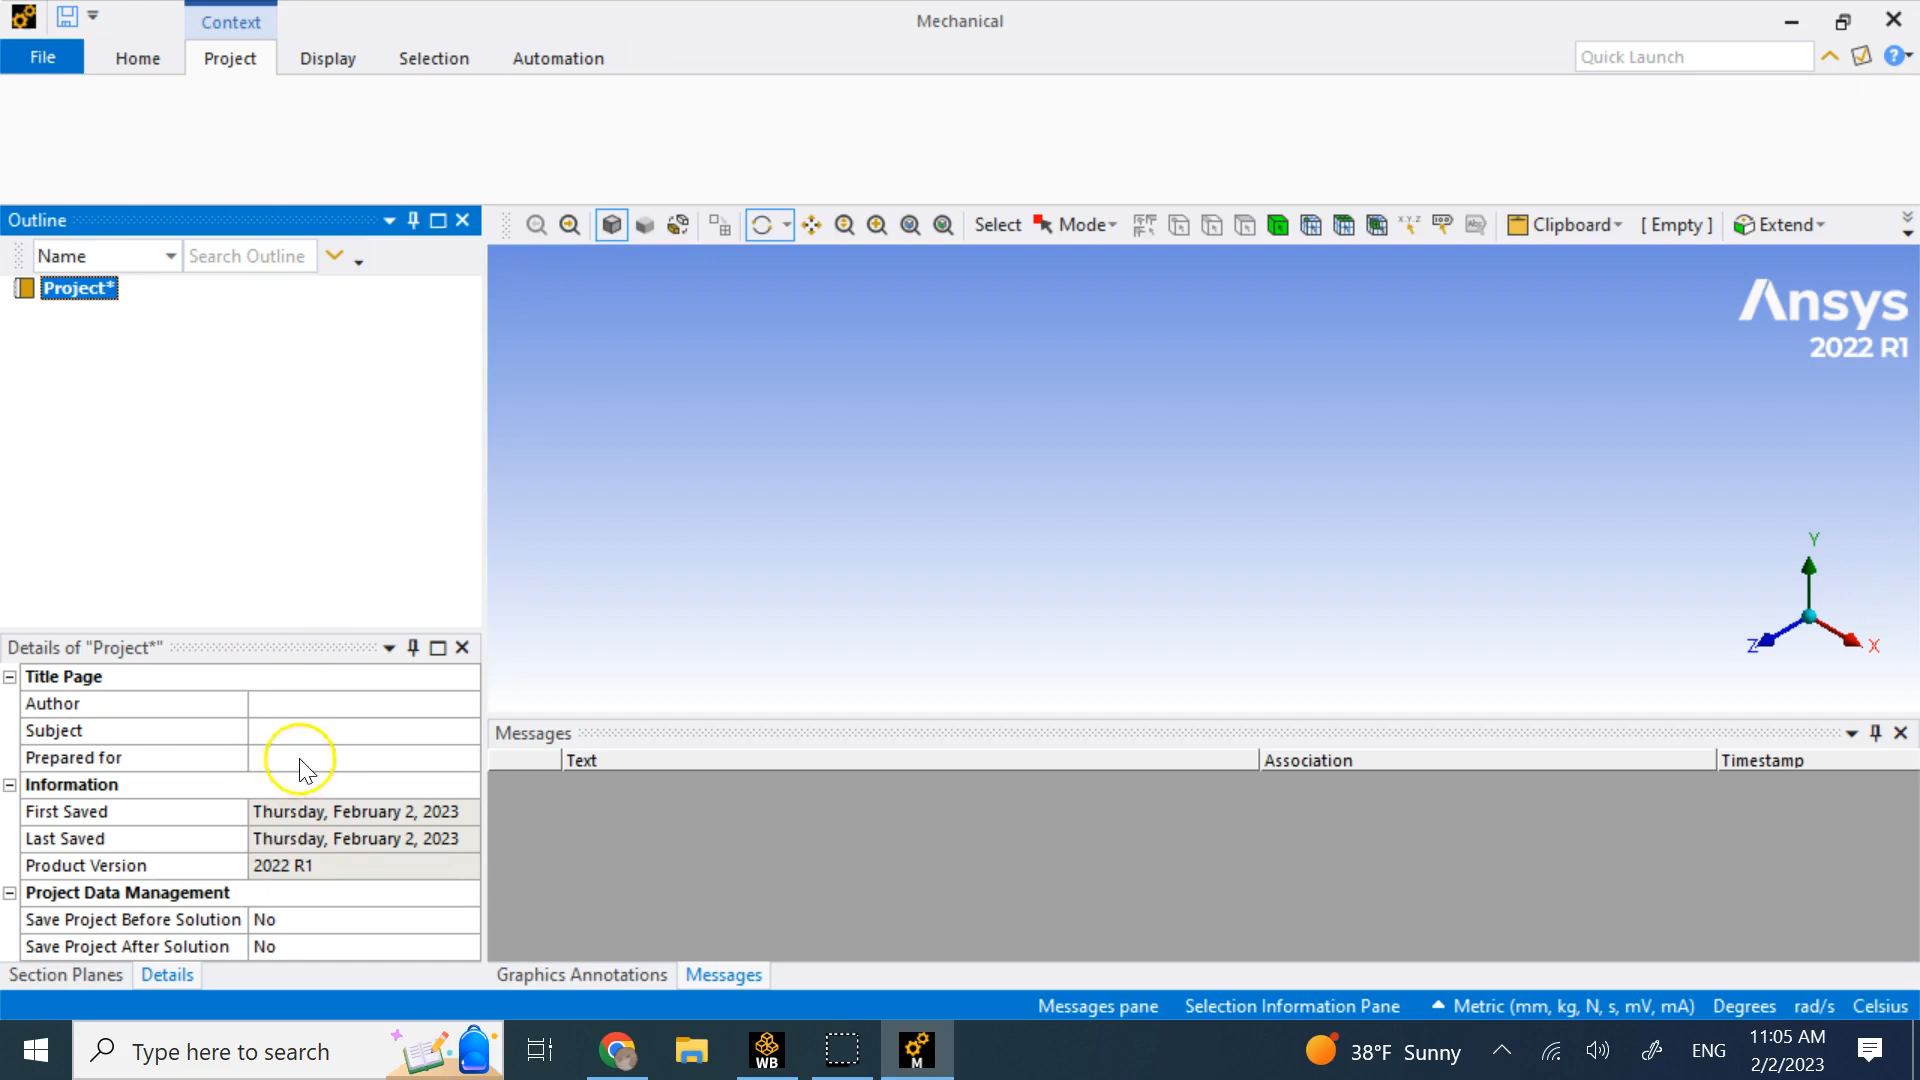 Context
Mechanical
File Home Project Display Selection Automation
Quick Launch
Outline
Name Search Outline
Project*
Select Mode Clipboard [ Empty ] Extend
Ansys
2022 R1
Y
Z X
Details of "Project*"
Title Page
Author
Subject
Prepared for
Information
First Saved Thursday, February 2, 2023
Last Saved Thursday, February 2, 2023
Product Version 2022 R1
Project Data Management
Save Project Before Solution No
Save Project After Solution No
Section Planes Details
Messages
Text Association Timestamp
Graphics Annotations Messages
Messages pane Selection Information Pane Metric (mm, kg, N, s, mV, mA) Degrees rad/s Celsius
Type here to search
WB
M
38°F Sunny
ENG
11:05 AM
2/2/2023